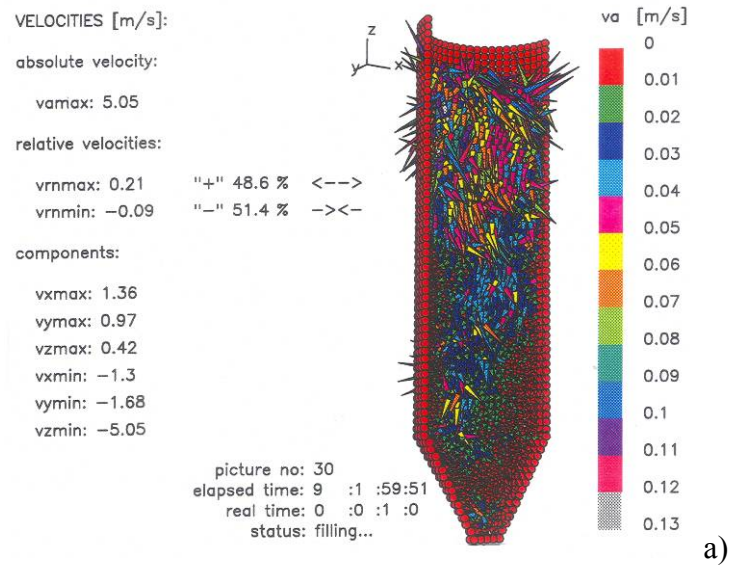 VELOCITIES [m/s]:
absolute velocity:
vamax: 5.05
relative velocities:
vrnmax: 0.21 "+" 48.6 % <-->
vrnmin: -0.09 "-" 51.4 % -><-
components:
vxmax: 1.36
vymax: 0.97
vzmax: 0.42
vxmin: -1.3
vymin: -1.68
vzmin: -5.05
picture no: 30
elapsed time: 9 :1 :59:51
real time: 0 :0 :1 :0
status: filling...
z
y x
va [m/s]
0
0.01
0.02
0.03
0.04
0.05
0.06
0.07
0.08
0.09
0.1
0.11
0.12
0.13
a)